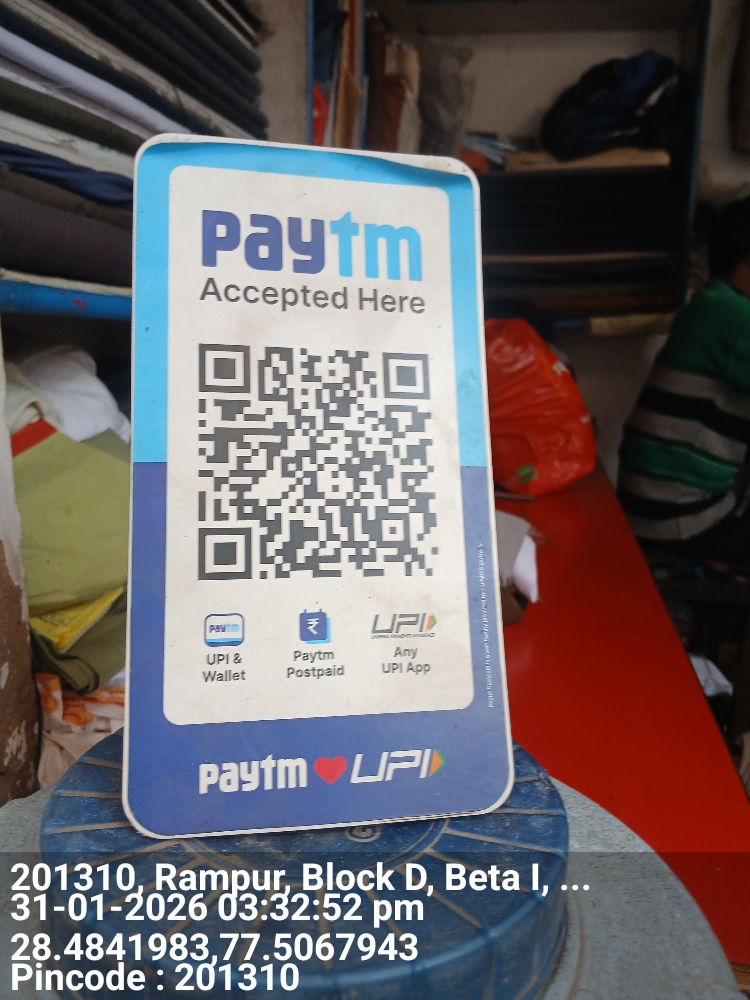 paytm
Accepted Here
paytm
UPI &
Wallet
Paytm
Postpaid
UPI
Any
UPI App
paytm ❤ UPI
201310, Rampur, Block D, Beta I, ...
31-01-2026 03:32:52 pm
28.4841983,77.5067943
Pincode : 201310